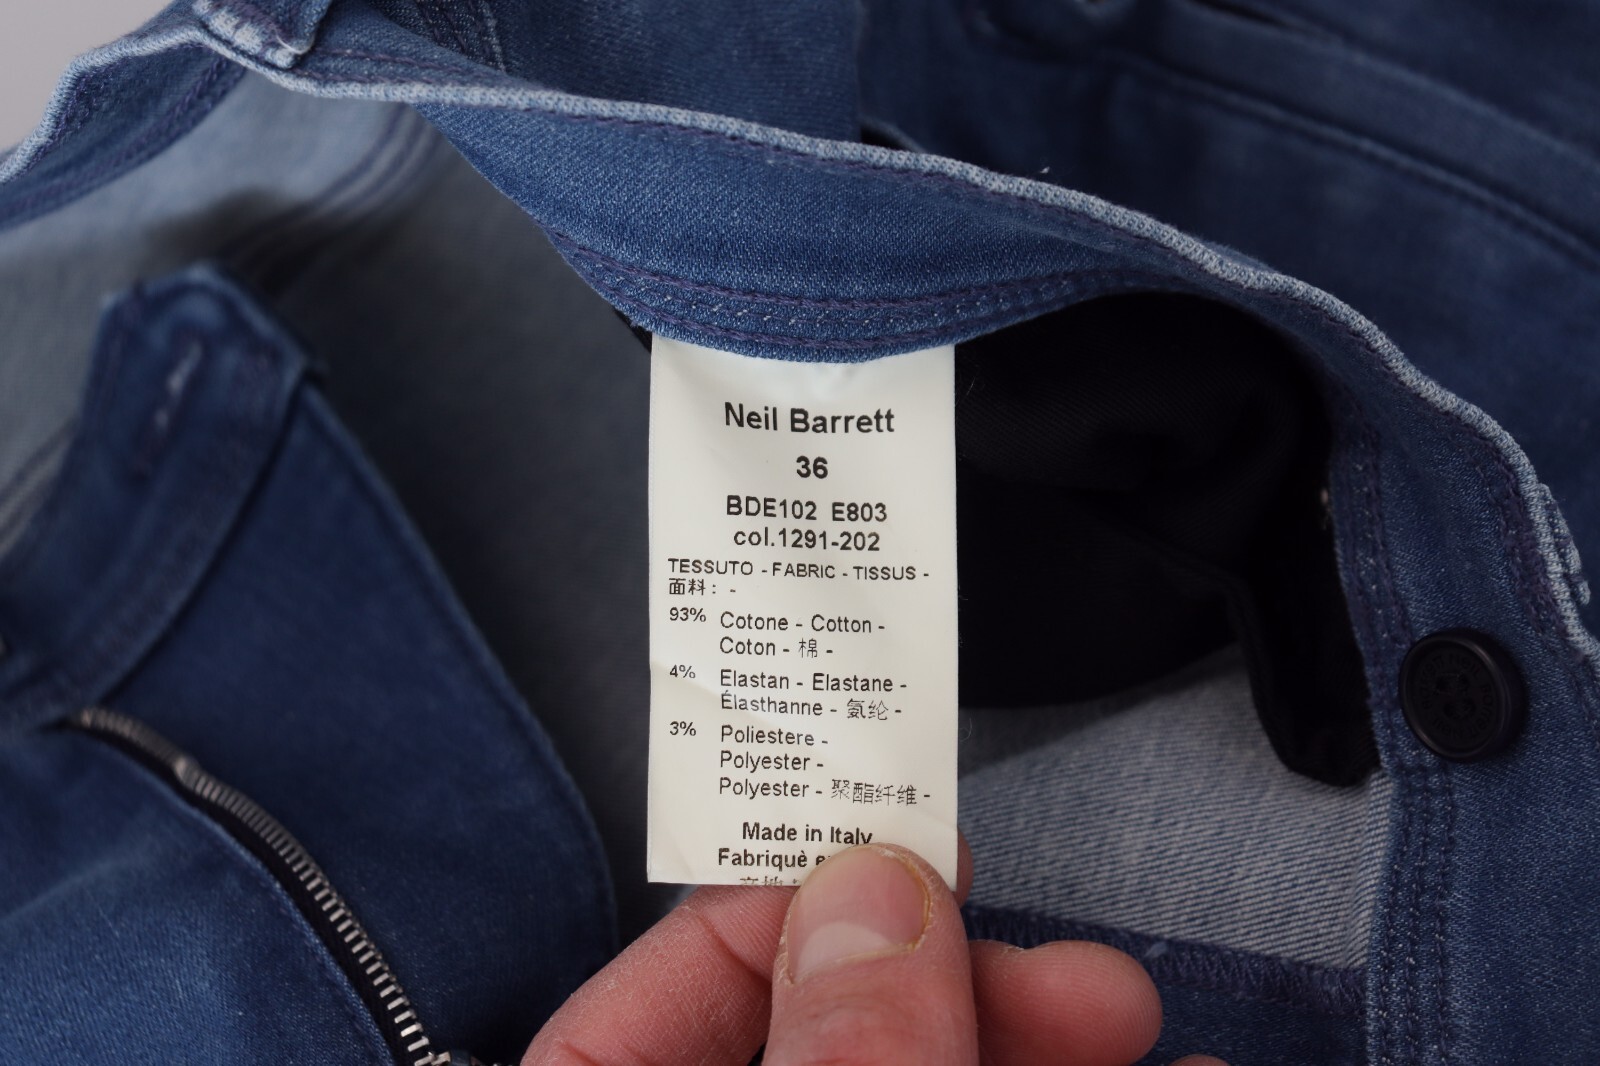 Neil Barrett
36
BDE102 E803
col.1291-202
TESSUTO - FABRIC - TISSUS -
面料： -
93% Cotone - Cotton -
Coton - 棉 -
4% Elastan - Elastane -
Élasthanne - 氨纶 -
3% Poliestere -
Polyester -
Polyester - 聚酯纤维 -
Made in Italy
Fabriquè